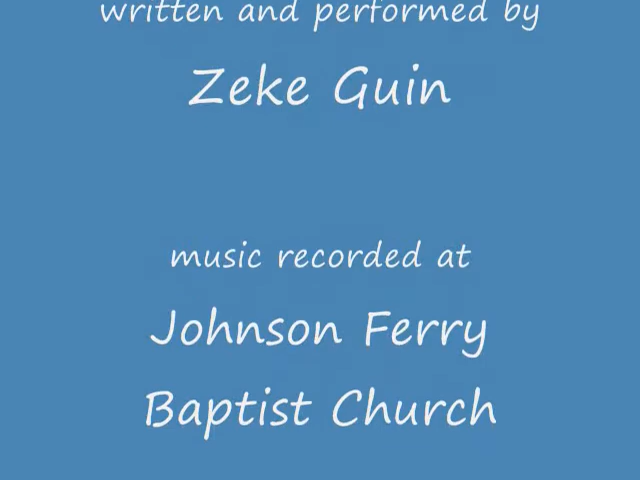 written and performed by
Zeke Guin
music recorded at
Johnson Ferry
Baptist Church